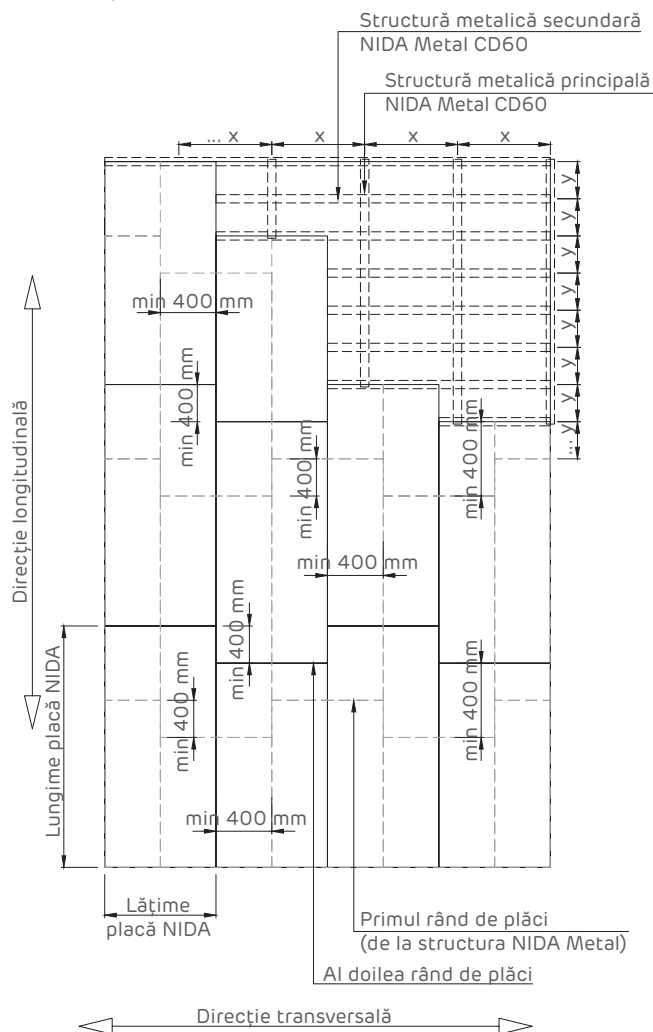 Structură metalică secundară
NIDA Metal CD60
Structură metalică principală
NIDA Metal CD60
... x
x
x
x
y
y
y
y
y
y
y
... y
min 400 mm
min 400 mm
min 400 mm
min 400 mm
min 400 mm
min 400 mm
min 400 mm
min 400 mm
min 400 mm
Direcție longitudinală
Lungime placă NIDA
min 400 mm
Lățime
placă NIDA
Primul rând de plăci
(de la structura NIDA Metal)
Al doilea rând de plăci
Direcție transversală